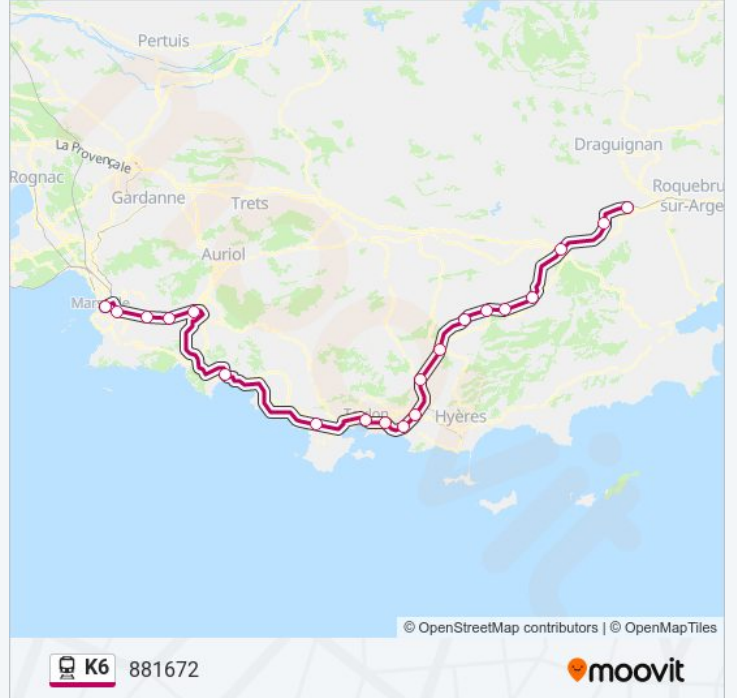 Pertuis
La Provençale
Draguignan
Rognac
Gardanne
Trets
Roquebru
sur-Arge
Auriol
Hyères
© OpenStreetMap contributors | © OpenMapTiles
K6 881672
moovit